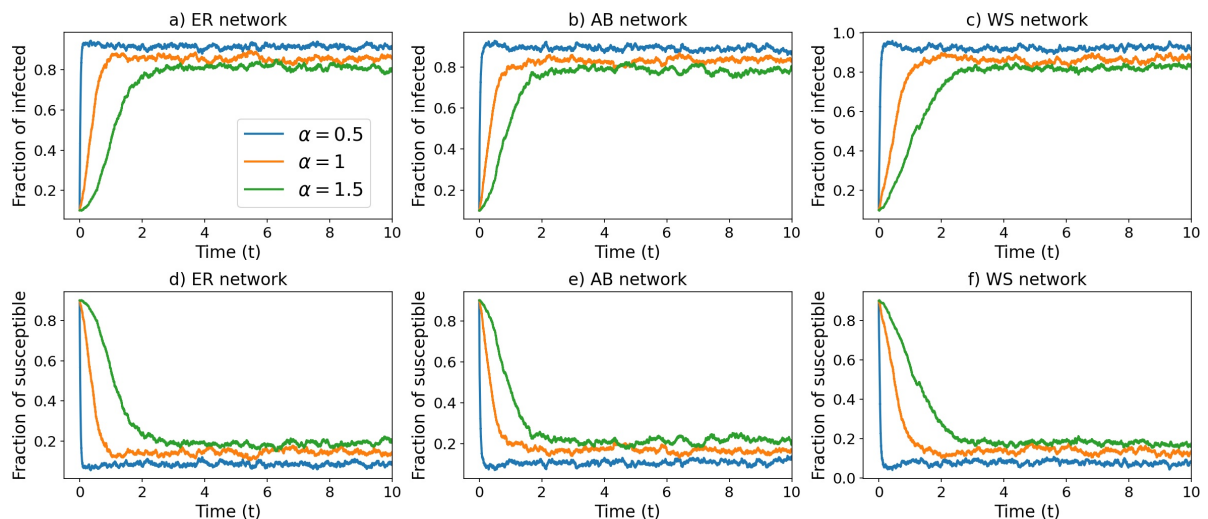 a) ER network
b) AB network
c) WS network
Fraction of infected
0.8
0.6
0.4
0.2
α = 0.5
α = 1
α = 1.5
0 2 4 6 8 10
Time (t)
Fraction of infected
0.8
0.6
0.4
0.2
0 2 4 6 8 10
Time (t)
Fraction of infected
1.0
0.8
0.6
0.4
0.2
0 2 4 6 8 10
Time (t)
d) ER network
e) AB network
f) WS network
Fraction of susceptible
0.8
0.6
0.4
0.2
0 2 4 6 8 10
Time (t)
Fraction of susceptible
0.8
0.6
0.4
0.2
0 2 4 6 8 10
Time (t)
Fraction of susceptible
0.8
0.6
0.4
0.2
0.0
0 2 4 6 8 10
Time (t)